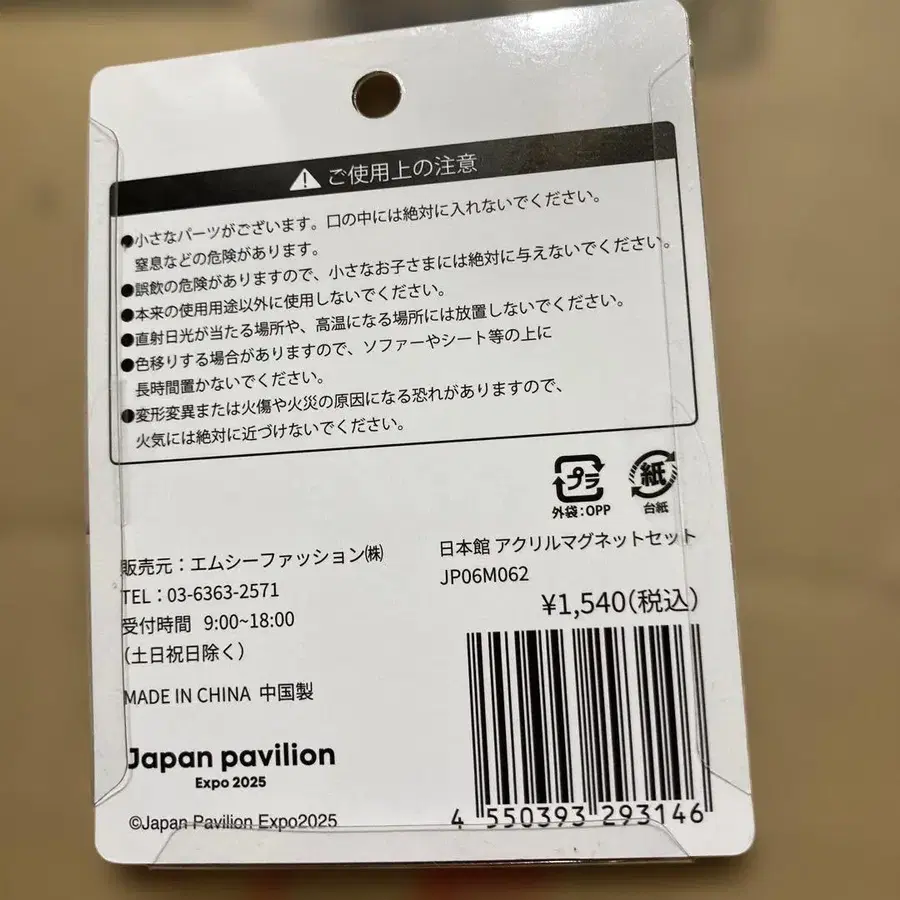 ⚠ ご使用上の注意
●小さなパーツがございます。口の中には絶対に入れないでください。
窒息などの危険があります。
●誤飲の危険がありますので、小さなお子さまには絶対に与えないでください。
●本来の使用用途以外に使用しないでください。
●直射日光が当たる場所や、高温になる場所には放置しないでください。
●色移りする場合がありますので、ソファーやシート等の上に
長時間置かないでください。
●変形変異または火傷や火災の原因になる恐れがありますので、
火気には絶対に近づけないでください。
プラ
外袋:OPP
紙
台紙
販売元:エムシーファッション㈱
TEL:03-6363-2571
受付時間 9:00~18:00
(土日祝日除く)
MADE IN CHINA 中国製
Japan pavilion
Expo 2025
©Japan Pavilion Expo2025
日本館 アクリルマグネットセット
JP06M062
¥1,540(税込)
4 550393 293146